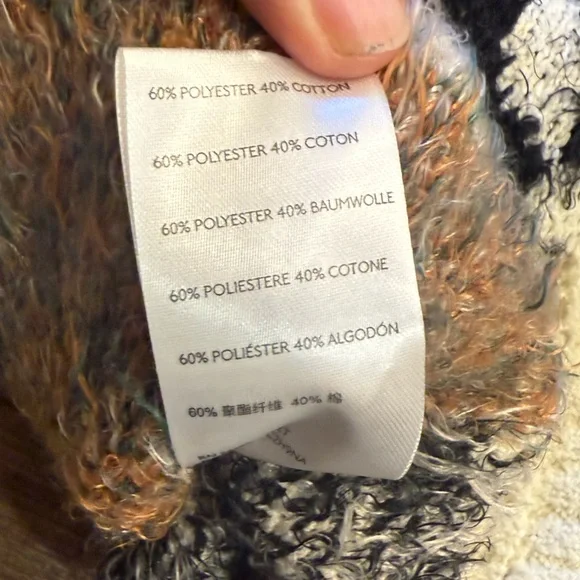 60% POLYESTER 40% COTTON
60% POLYESTER 40% COTON
60% POLYESTER 40% BAUMWOLLE
60% POLIESTERE 40% COTONE
60% POLIÉSTER 40% ALGODÓN
60% 聚酯纤维 40% 棉